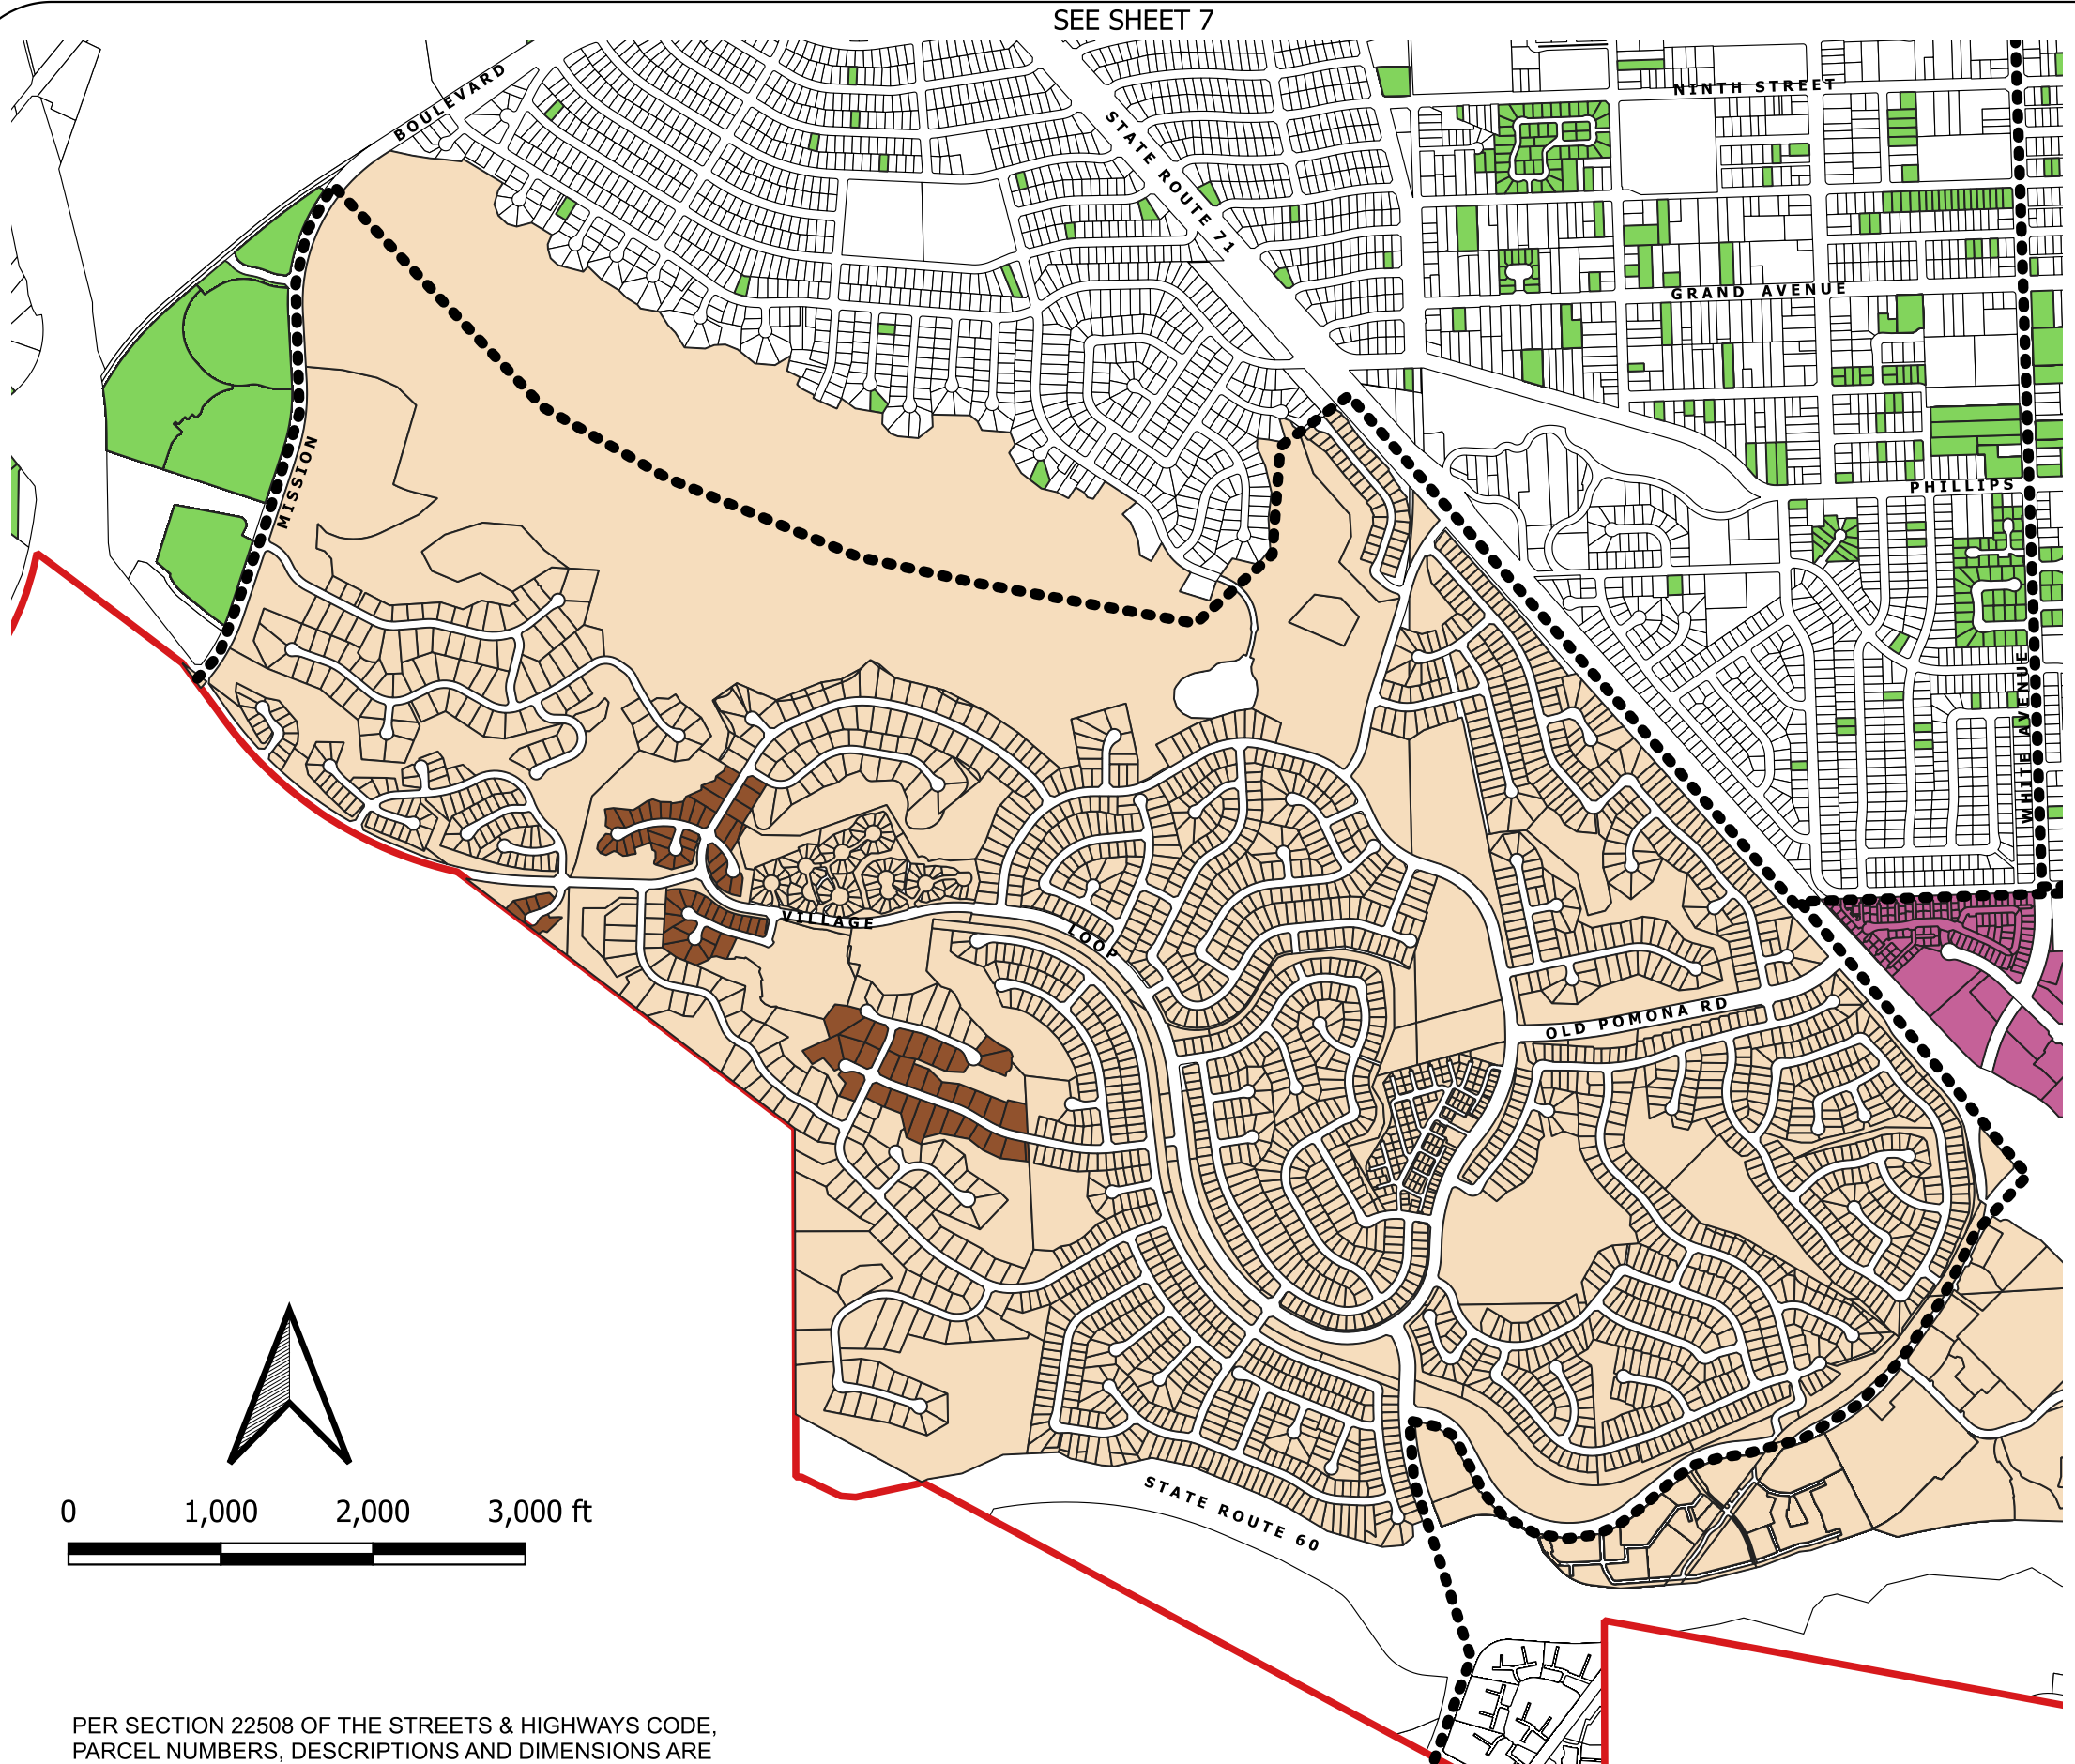 SEE SHEET 7
BOULEVARD
STATE ROUTE 71
NINTH STREET
GRAND AVENUE
PHILLIPS
MISSION
WHITE AVENUE
VILLAGE
LOOP
OLD POMONA RD
STATE ROUTE 60
0 1,000 2,000 3,000 ft
PER SECTION 22508 OF THE STREETS & HIGHWAYS CODE,
PARCEL NUMBERS, DESCRIPTIONS AND DIMENSIONS ARE